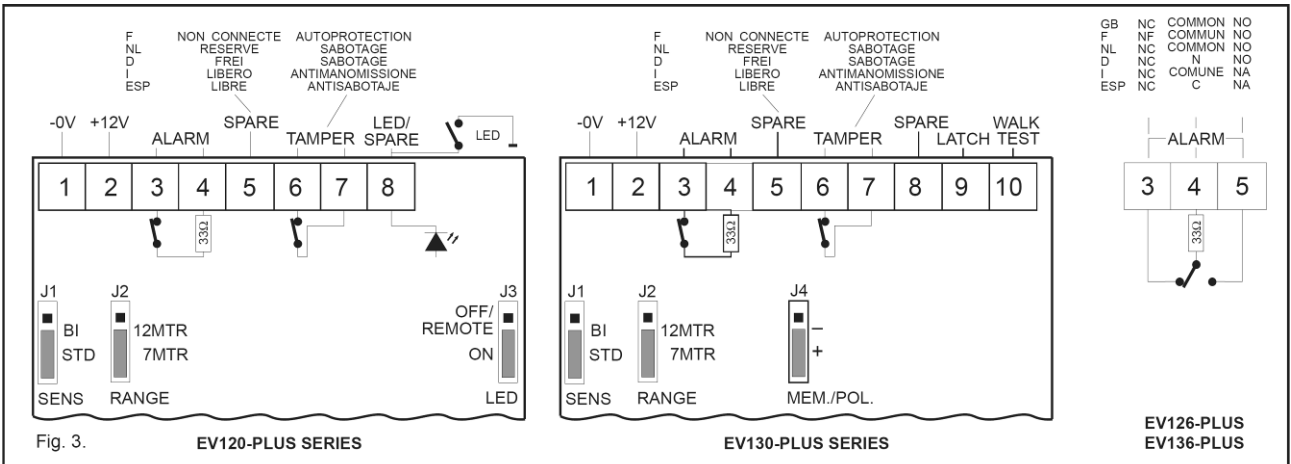 F NON CONNECTE AUTOPROTECTION
NL RESERVE SABOTAGE
D FREI SABOTAGE
I LIBERO ANTIMANOMISSIONE
ESP LIBRE ANTISABOTAJE
-0V +12V ALARM SPARE TAMPER LED/
SPARE
LED
1 2 3 4 5 6 7 8
33Ω
J1
BI
STD
SENS
J2
12MTR
7MTR
RANGE
J3
OFF/
REMOTE
ON
LED
Fig. 3.
EV120-PLUS SERIES
F NON CONNECTE AUTOPROTECTION
NL RESERVE SABOTAGE
D FREI SABOTAGE
I LIBERO ANTIMANOMISSIONE
ESP LIBRE ANTISABOTAJE
-0V +12V ALARM SPARE TAMPER SPARE LATCH WALK
TEST
1 2 3 4 5 6 7 8 9 10
33Ω
J1
BI
STD
SENS
J2
12MTR
7MTR
RANGE
J4
–
+
MEM./POL.
EV130-PLUS SERIES
GB NC COMMON NO
F NF COMMUN NO
NL NC COMMON NO
D NC N NO
I NC COMUNE NA
ESP NC C NA
ALARM
3 4 5
33Ω
EV126-PLUS
EV136-PLUS